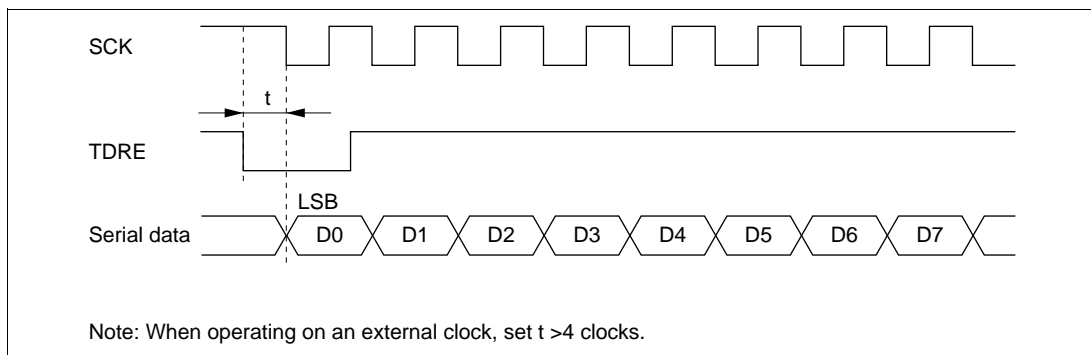 SCK
t
TDRE
LSB
Serial data D0 D1 D2 D3 D4 D5 D6 D7
Note: When operating on an external clock, set t >4 clocks.